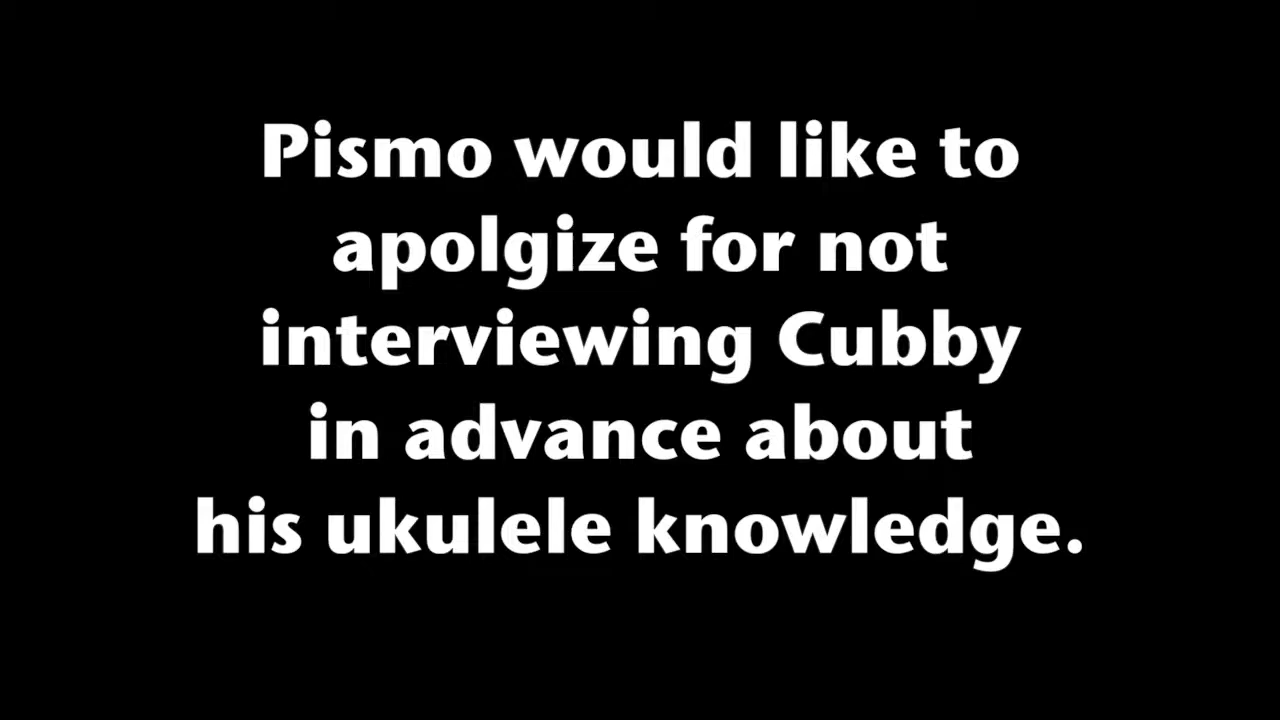 Pismo would like to
apolgize for not
interviewing Cubby
in advance about
his ukulele knowledge.